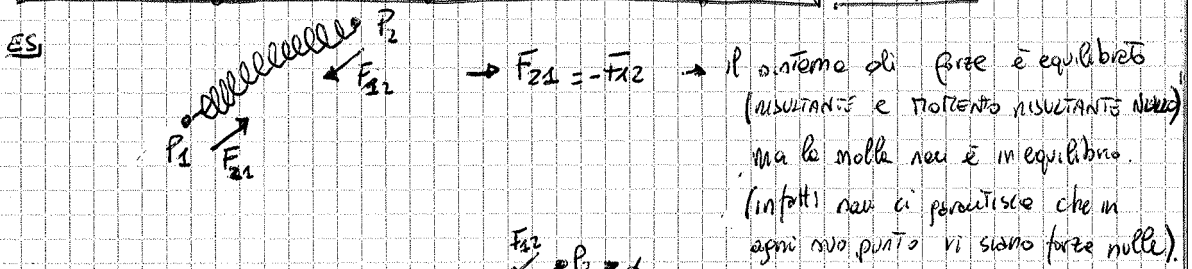 ES,
P2
F12
P1
F21
→ F21 = -F12 → il sistema di forze è equilibrato
(RISULTANTE e MOMENTO RISULTANTE NULLO)
ma la molla non è in equilibrio.
(infatti non ci garantisce che in
ogni suo punto vi siano forze nulle).
F12
P2